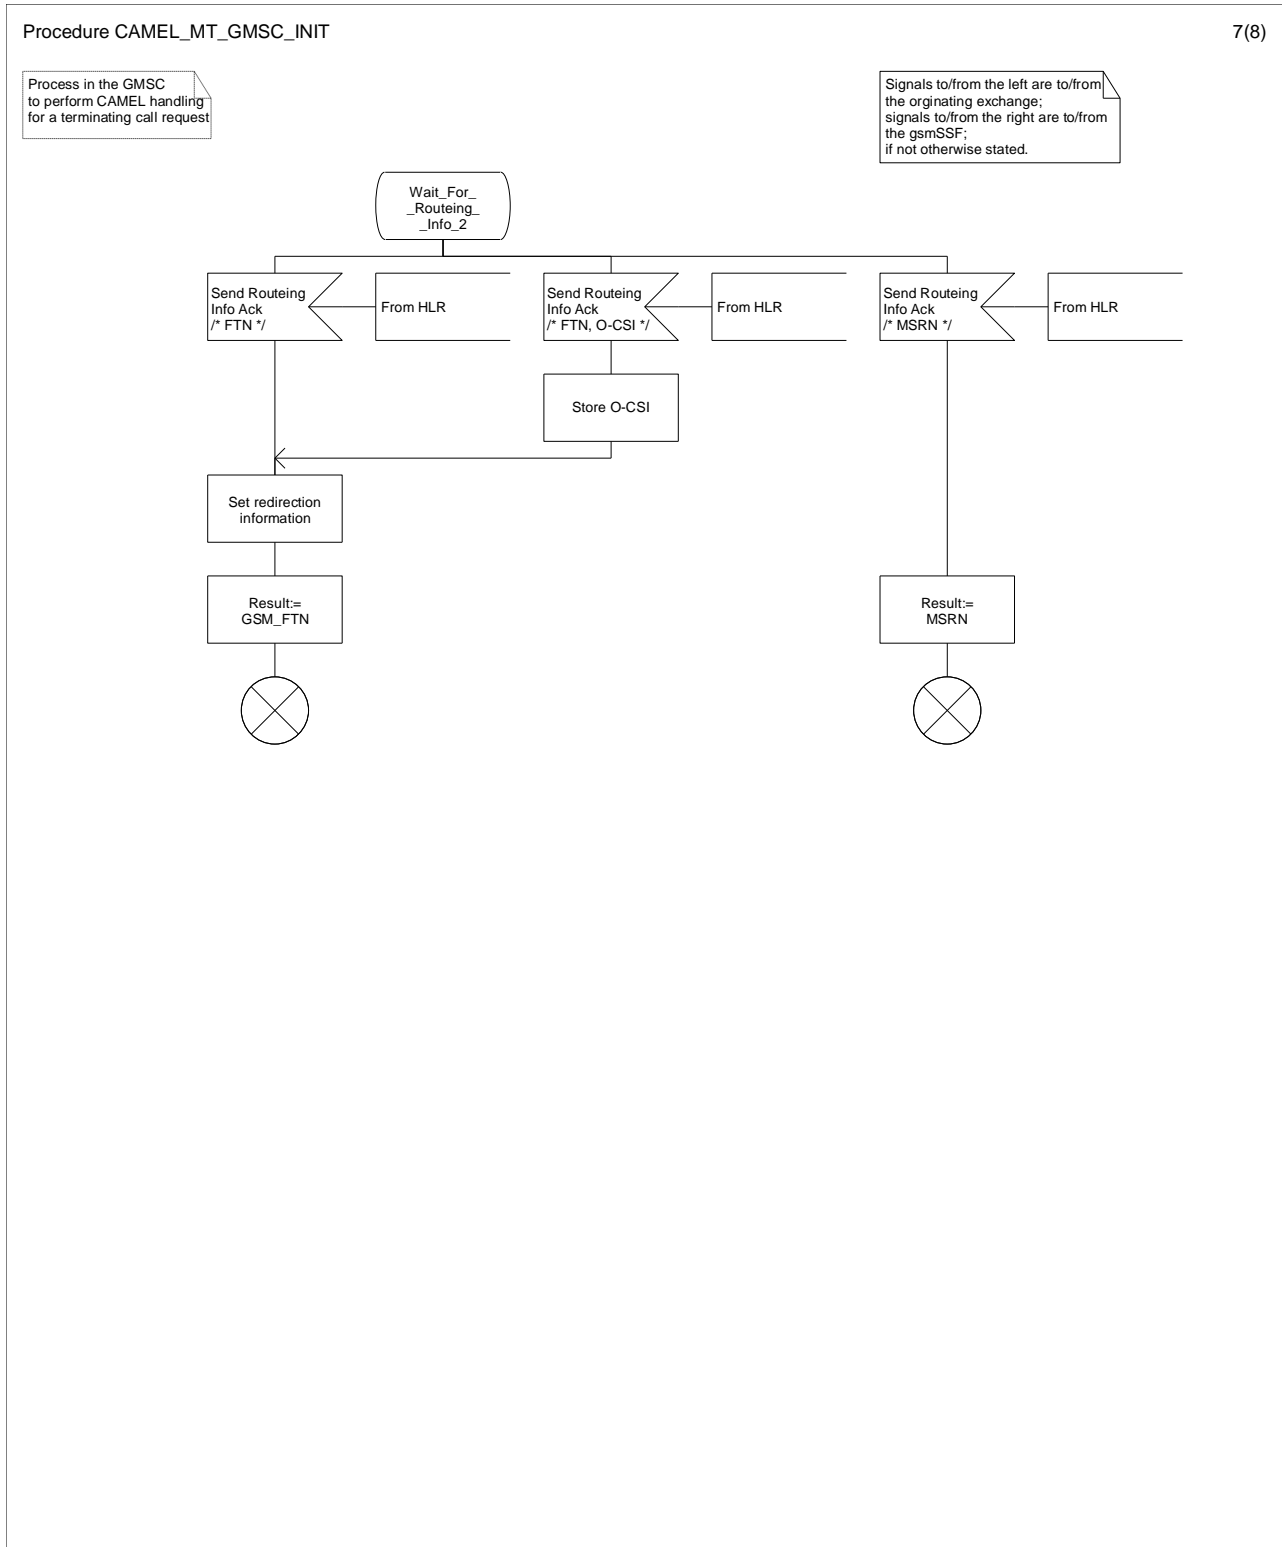 Procedure CAMEL_MT_GMSC_INIT
7(8)
Process in the GMSC
to perform CAMEL handling
for a terminating call request
Signals to/from the left are to/from
the orginating exchange;
signals to/from the right are to/from
the gsmSSF;
if not otherwise stated.
Wait_For_
_Routeing_
_Info_2
Send Routeing
Info Ack
/* FTN */
From HLR
Send Routeing
Info Ack
/* FTN, O-CSI */
From HLR
Send Routeing
Info Ack
/* MSRN */
From HLR
Store O-CSI
Set redirection
information
Result:=
GSM_FTN
Result:=
MSRN